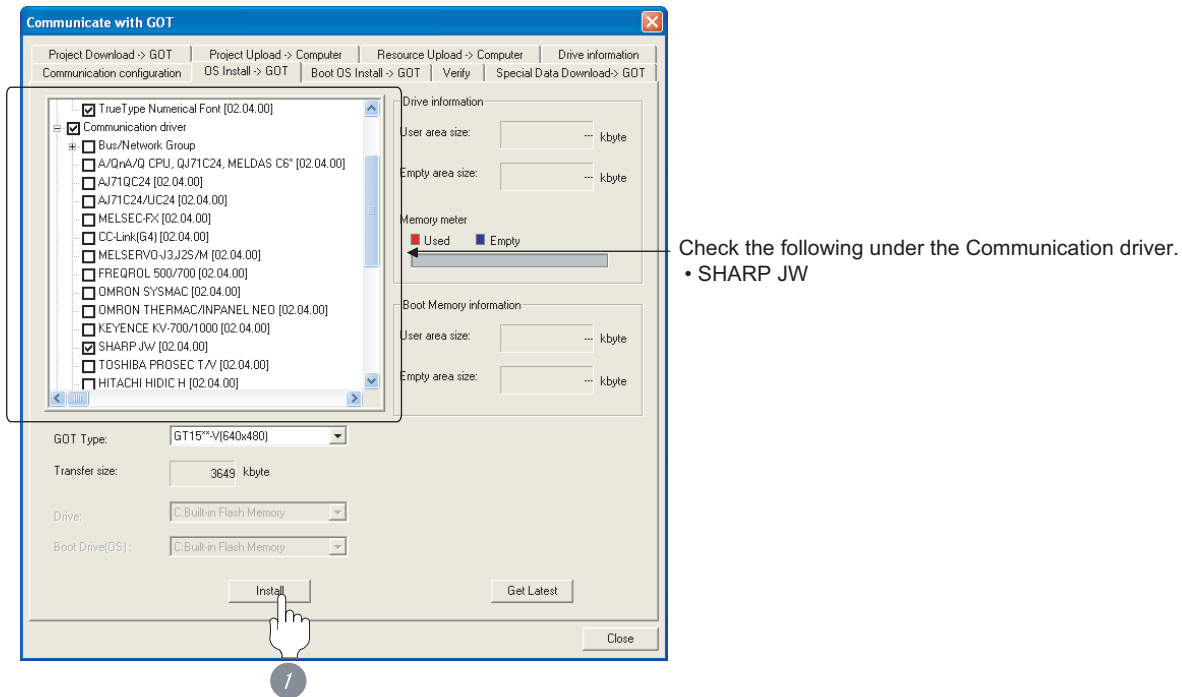 Communicate with GOT
Project Download -> GOT Project Upload -> Computer Resource Upload -> Computer Drive information
Communication configuration OS Install -> GOT Boot OS Install -> GOT Verify Special Data Download-> GOT
TrueType Numerical Font [02.04.00]
Communication driver
Bus/Network Group
A/QnA/Q CPU, QJ71C24, MELDAS C6* [02.04.00]
AJ71QC24 [02.04.00]
AJ71C24/UC24 [02.04.00]
MELSEC-FX [02.04.00]
CC-Link(G4) [02.04.00]
MELSERVO-J3,J2S/M [02.04.00]
FREQROL 500/700 [02.04.00]
OMRON SYSMAC [02.04.00]
OMRON THERMAC/INPANEL NEO [02.04.00]
KEYENCE KV-700/1000 [02.04.00]
SHARP JW [02.04.00]
TOSHIBA PROSEC T/V [02.04.00]
HITACHI HIDIC H [02.04.00]
Drive information
User area size: --- kbyte
Empty area size: --- kbyte
Memory meter
Used Empty
Boot Memory information
User area size: --- kbyte
Empty area size: --- kbyte
Check the following under the Communication driver.
• SHARP JW
GOT Type: GT15**-V(640x480)
Transfer size: 3649 kbyte
Drive: C:Built-in Flash Memory
Boot Drive(OS) : C:Built-in Flash Memory
Install Get Latest
Close
1